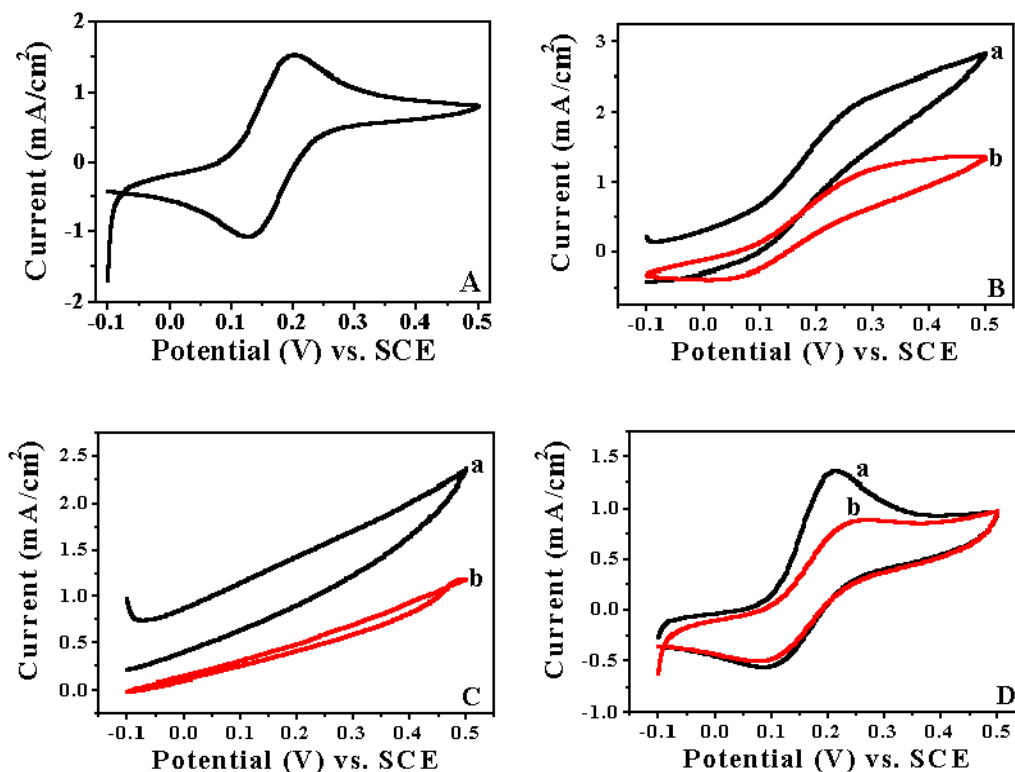 2
1
0
-1
-2
Current (mA/cm2)
A
-0.1 0.0 0.1 0.2 0.3 0.4 0.5
Potential (V) vs. SCE
3
2
1
0
Current (mA/cm2)
a
b
B
-0.1 0.0 0.1 0.2 0.3 0.4 0.5
Potential (V) vs. SCE
2.5
2.0
1.5
1.0
0.5
0.0
Current (mA/cm2)
a
b
C
-0.1 0.0 0.1 0.2 0.3 0.4 0.5
Potential (V) vs. SCE
1.5
1.0
0.5
0.0
-0.5
-1.0
Current (mA/cm2)
a
b
D
-0.1 0.0 0.1 0.2 0.3 0.4 0.5
Potential (V) vs. SCE